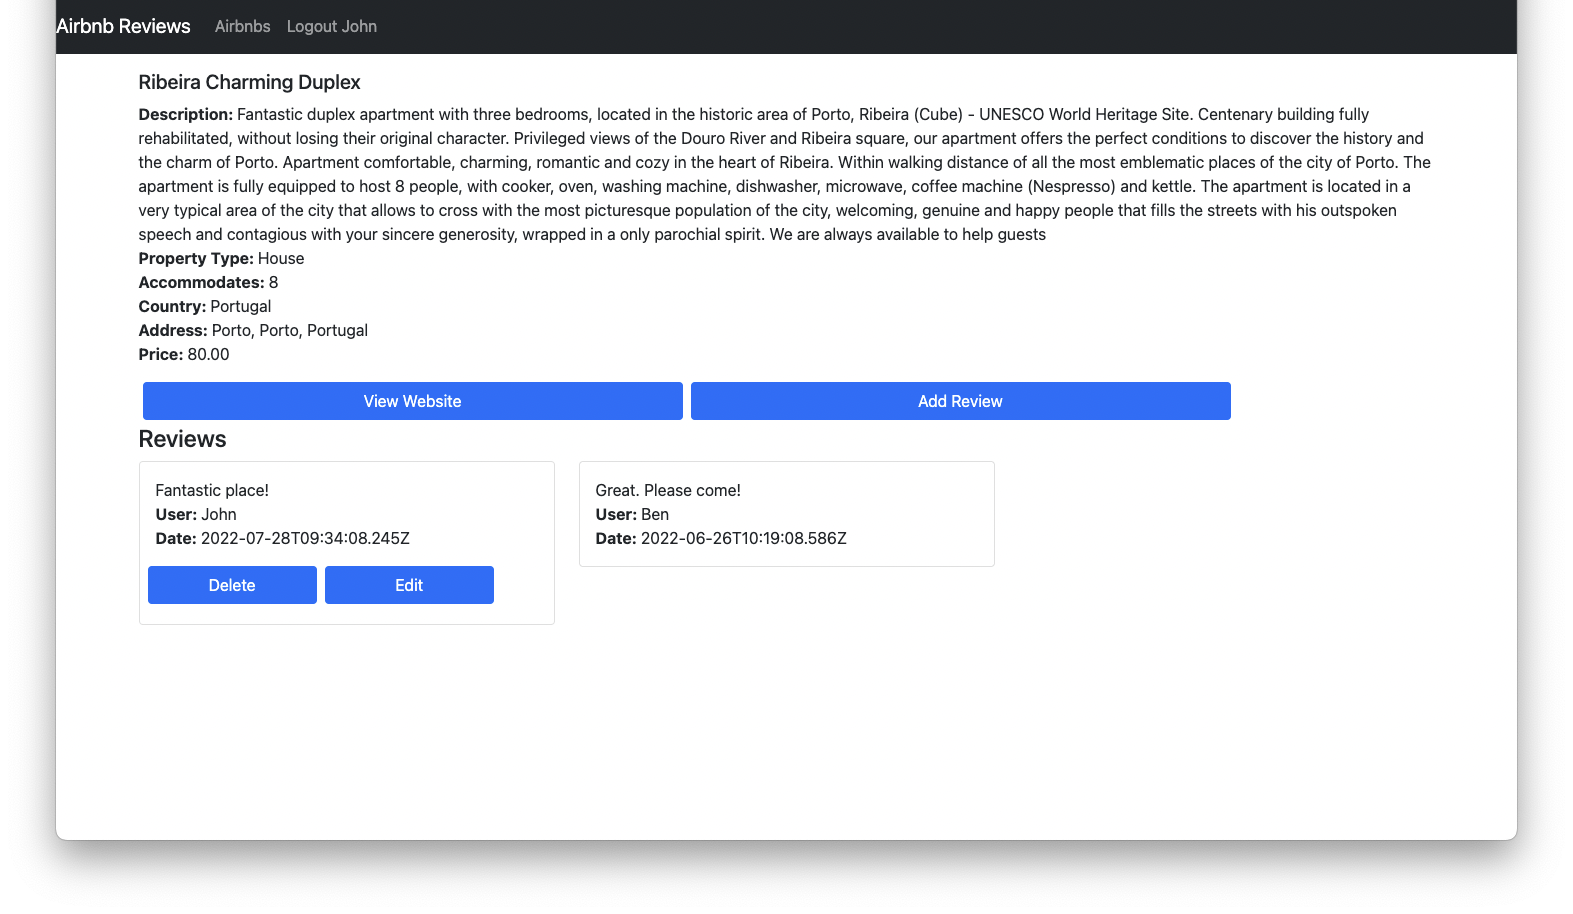 Airbnb Reviews Airbnbs Logout John
Ribeira Charming Duplex
Description: Fantastic duplex apartment with three bedrooms, located in the historic area of Porto, Ribeira (Cube) - UNESCO World Heritage Site. Centenary building fully
rehabilitated, without losing their original character. Privileged views of the Douro River and Ribeira square, our apartment offers the perfect conditions to discover the history and
the charm of Porto. Apartment comfortable, charming, romantic and cozy in the heart of Ribeira. Within walking distance of all the most emblematic places of the city of Porto. The
apartment is fully equipped to host 8 people, with cooker, oven, washing machine, dishwasher, microwave, coffee machine (Nespresso) and kettle. The apartment is located in a
very typical area of the city that allows to cross with the most picturesque population of the city, welcoming, genuine and happy people that fills the streets with his outspoken
speech and contagious with your sincere generosity, wrapped in a only parochial spirit. We are always available to help guests
Property Type: House
Accommodates: 8
Country: Portugal
Address: Porto, Porto, Portugal
Price: 80.00
View Website Add Review
Reviews
Fantastic place!
User: John
Date: 2022-07-28T09:34:08.245Z
Delete Edit
Great. Please come!
User: Ben
Date: 2022-06-26T10:19:08.586Z